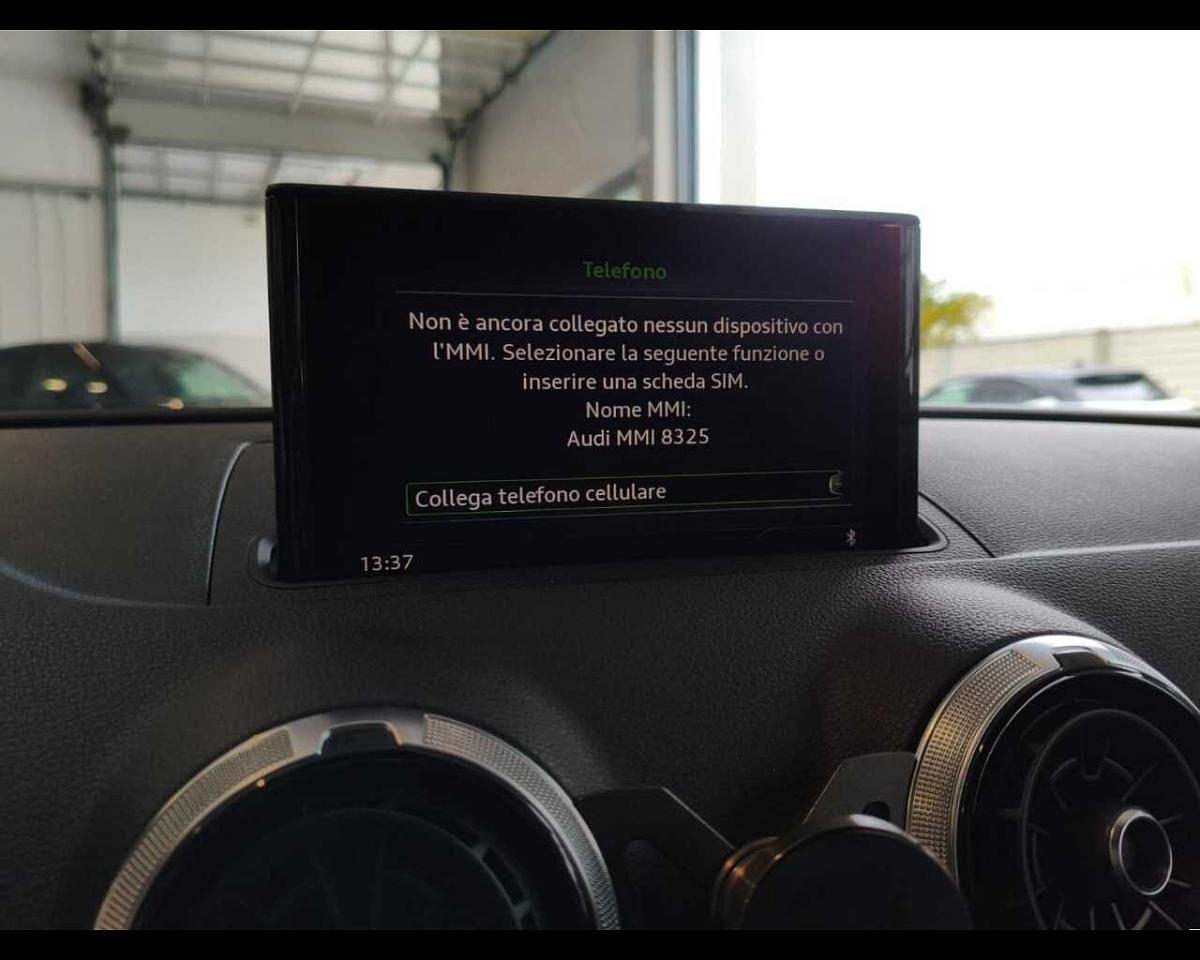 Telefono
Non è ancora collegato nessun dispositivo con
l'MMI. Selezionare la seguente funzione o
inserire una scheda SIM.
Nome MMI:
Audi MMI 8325
Collega telefono cellulare
13:37